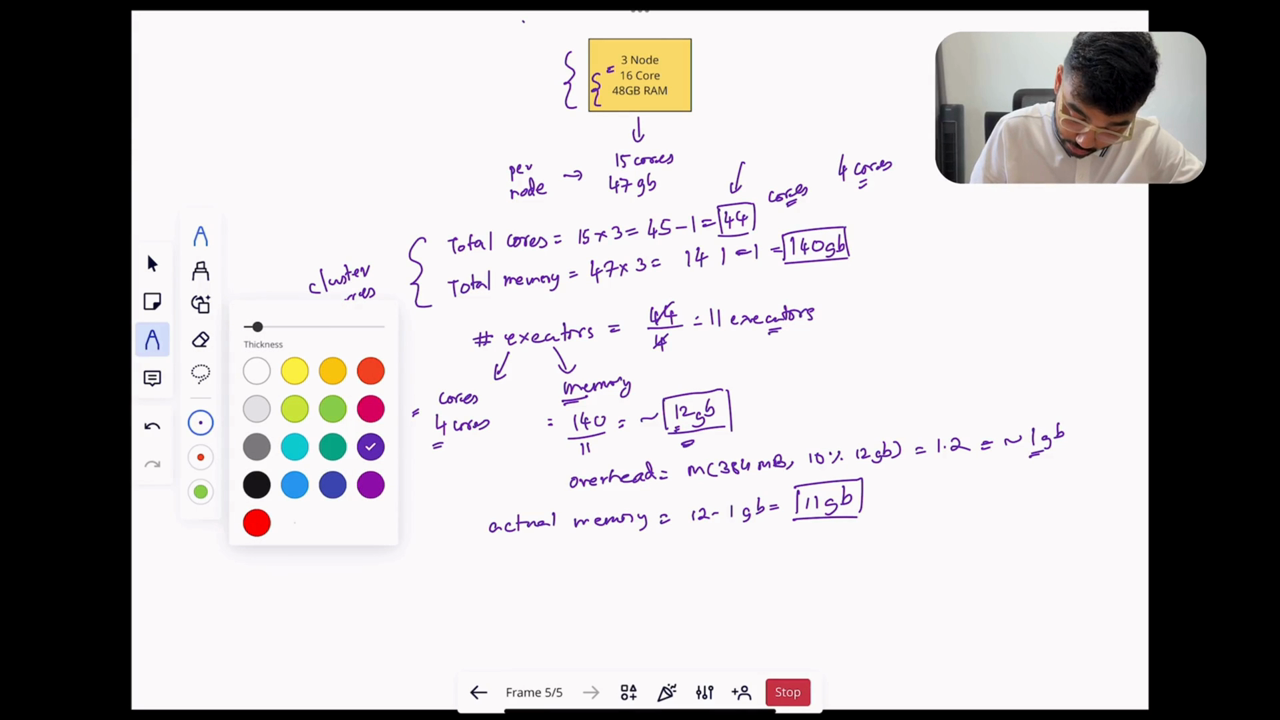 3 Node
16 Core
48GB RAM
per node → 15 cores
47 gb
4 cores
cores
Total cores = 15 x 3 = 45 - 1 = 44
Total memory = 47 x 3 = 141 - 1 = 140gb
cluster
# executors = 44/4 = 11 executors
Thickness
cores
= 4 cores
memory
= 140/11 = ~ 12gb
overhead = M(384 MB, 10% 12gb) = 1.2 = ~ 1gb
actual memory = 12 - 1 gb = 11gb
Frame 5/5
Stop